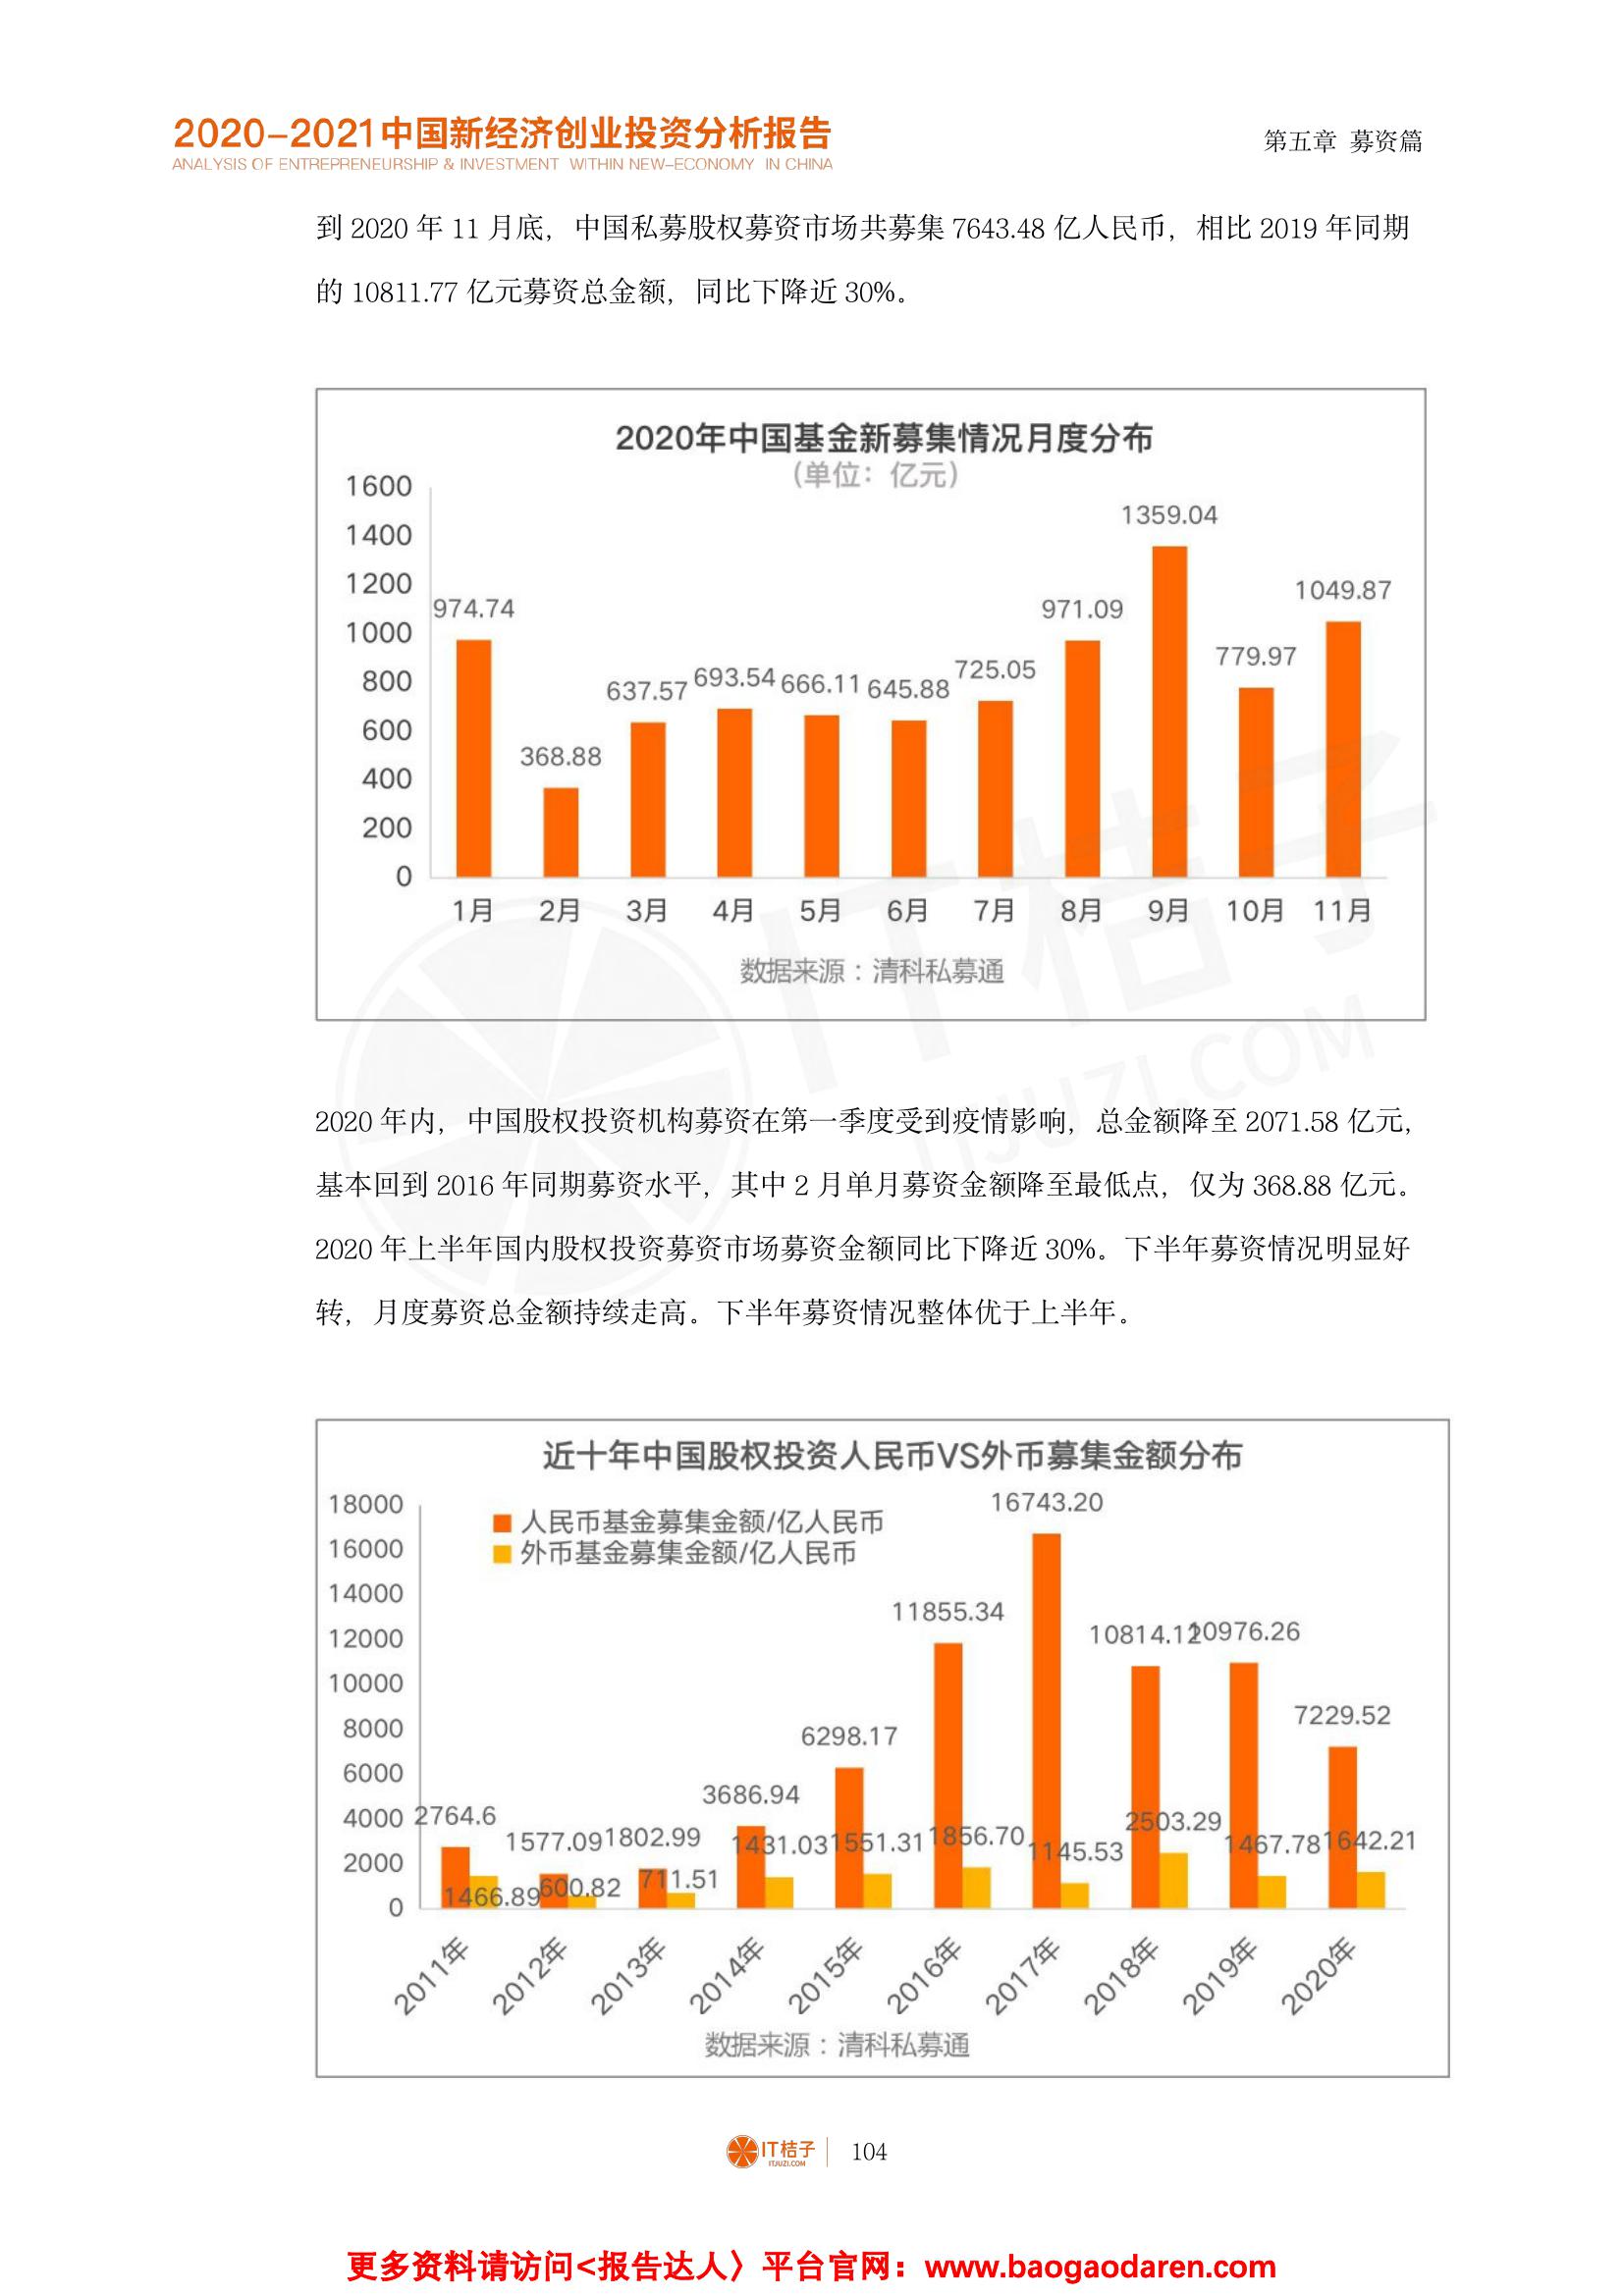 2020-2021中国新经济创业投资分析报告
ANALYSIS OF ENTREPRENEURSHIP & INVESTMENT WITHIN NEW-ECONOMY IN CHINA
第五章 募资篇
到 2020 年 11 月底，中国私募股权募资市场共募集 7643.48 亿人民币，相比 2019 年同期
的 10811.77 亿元募资总金额，同比下降近 30%。
2020年中国基金新募集情况月度分布
（单位：亿元）
1600
1400
1200
1000
800
600
400
200
0
974.74
368.88
637.57
693.54
666.11
645.88
725.05
971.09
1359.04
779.97
1049.87
1月 2月 3月 4月 5月 6月 7月 8月 9月 10月 11月
数据来源：清科私募通
IT桔子
ITJUZI.COM
2020 年内，中国股权投资机构募资在第一季度受到疫情影响，总金额降至 2071.58 亿元，
基本回到 2016 年同期募资水平，其中 2 月单月募资金额降至最低点，仅为 368.88 亿元。
2020 年上半年国内股权投资募资市场募资金额同比下降近 30%。下半年募资情况明显好
转，月度募资总金额持续走高。下半年募资情况整体优于上半年。
近十年中国股权投资人民币VS外币募集金额分布
人民币基金募集金额/亿人民币
外币基金募集金额/亿人民币
18000
16000
14000
12000
10000
8000
6000
4000
2000
0
2764.6
1577.09
1802.99
3686.94
6298.17
11855.34
16743.20
10814.12
10976.26
7229.52
1466.89
600.82
711.51
1431.03
1551.31
1856.70
1145.53
2503.29
1467.78
1642.21
2011年 2012年 2013年 2014年 2015年 2016年 2017年 2018年 2019年 2020年
数据来源：清科私募通
IT桔子
ITJUZI.COM
104
更多资料请访问<报告达人〉平台官网：www.baogaodaren.com